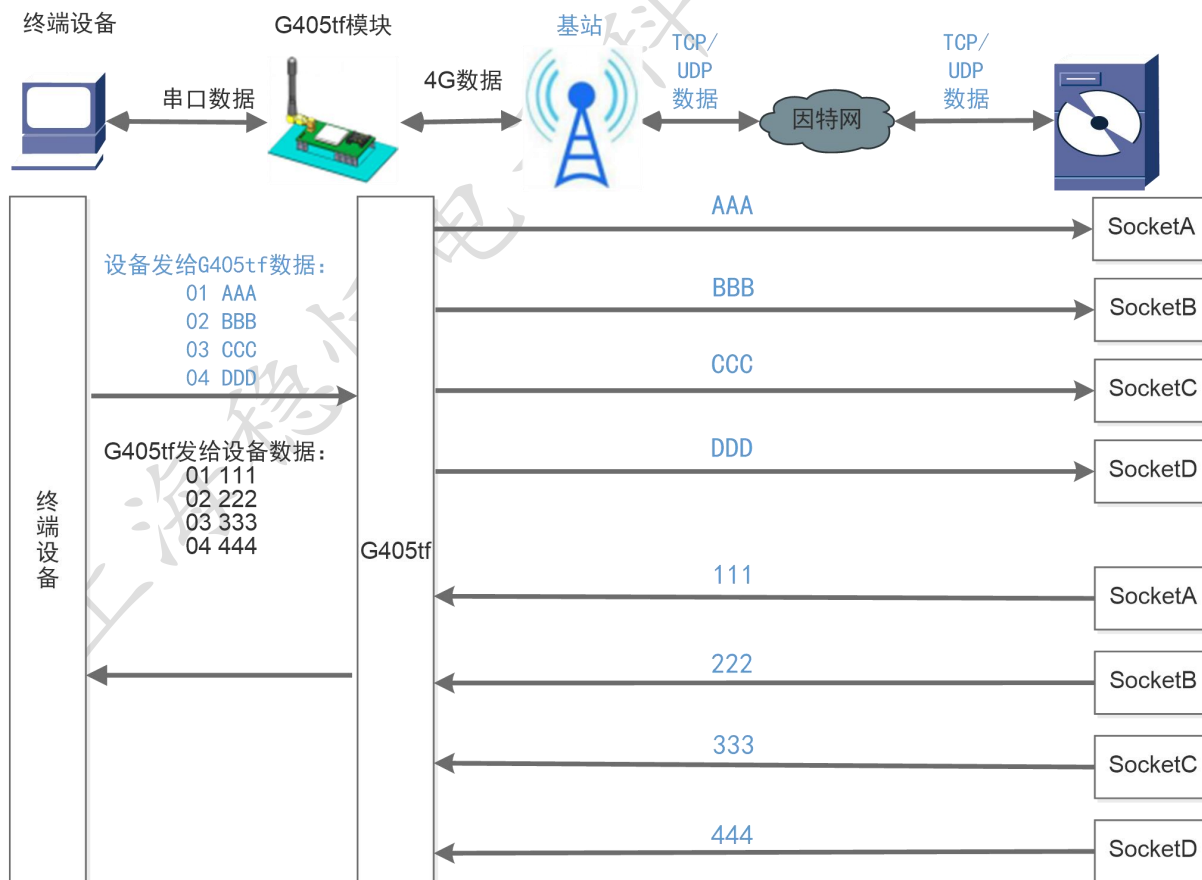 终端设备
G405tf模块
基站
TCP/
UDP
数据
TCP/
UDP
数据
串口数据
4G数据
因特网
AAA
SocketA
设备发给G405tf数据:
01 AAA
02 BBB
03 CCC
04 DDD
BBB
SocketB
CCC
SocketC
DDD
SocketD
G405tf发给设备数据:
01 111
02 222
03 333
04 444
终端设备
G405tf
111
SocketA
222
SocketB
333
SocketC
444
SocketD